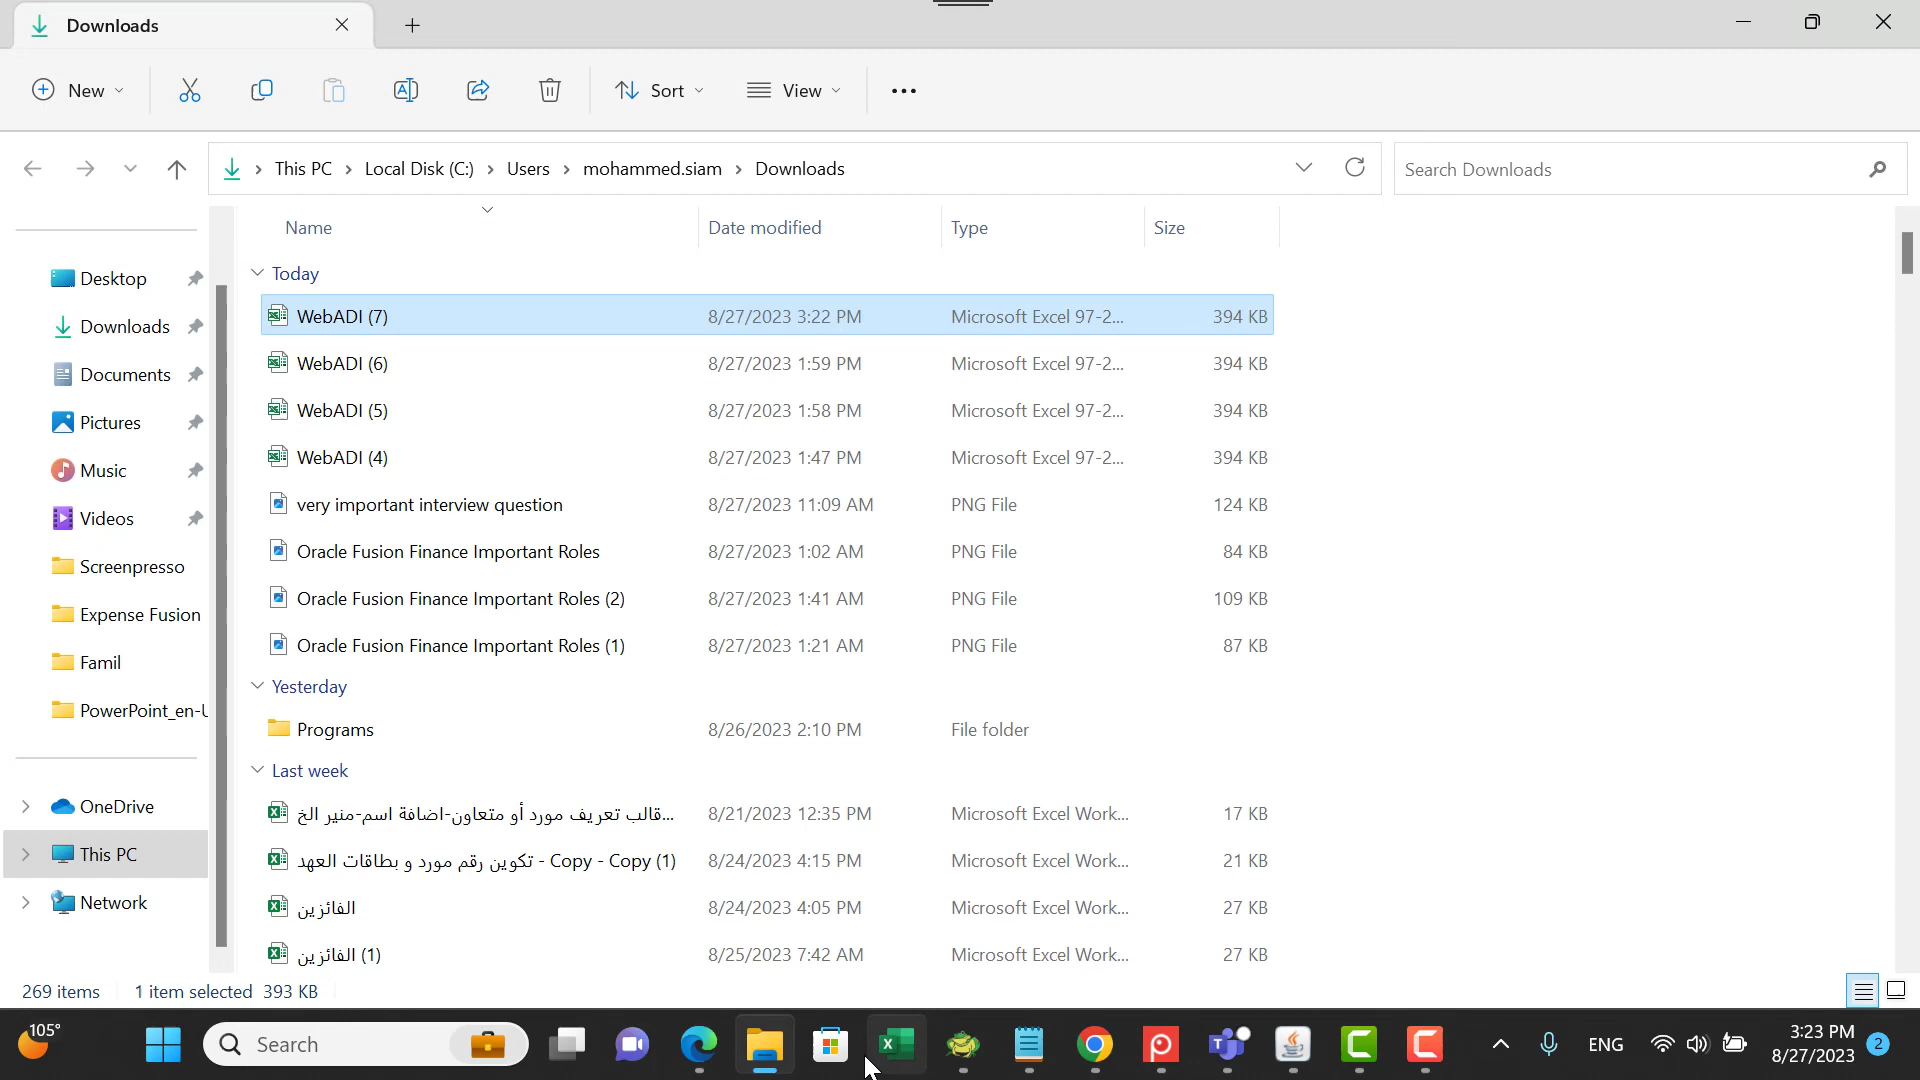 Downloads
New
Sort
View
This PC
Local Disk (C:)
Users
mohammed.siam
Downloads
Search Downloads
Name
Date modified
Type
Size
Desktop
Downloads
Documents
Pictures
Music
Videos
Screenpresso
Expense Fusion
Famil
PowerPoint_en-U
OneDrive
This PC
Network
Today
WebADI (7) 8/27/2023 3:22 PM Microsoft Excel 97-2... 394 KB
WebADI (6) 8/27/2023 1:59 PM Microsoft Excel 97-2... 394 KB
WebADI (5) 8/27/2023 1:58 PM Microsoft Excel 97-2... 394 KB
WebADI (4) 8/27/2023 1:47 PM Microsoft Excel 97-2... 394 KB
very important interview question 8/27/2023 11:09 AM PNG File 124 KB
Oracle Fusion Finance Important Roles 8/27/2023 1:02 AM PNG File 84 KB
Oracle Fusion Finance Important Roles (2) 8/27/2023 1:41 AM PNG File 109 KB
Oracle Fusion Finance Important Roles (1) 8/27/2023 1:21 AM PNG File 87 KB
Yesterday
Programs 8/26/2023 2:10 PM File folder
Last week
قالب تعريف مورد أو متعاون-اضافة اسم-منير الخ... 8/21/2023 12:35 PM Microsoft Excel Work... 17 KB
تكوين رقم مورد و بطاقات العهد - Copy - Copy (1) 8/24/2023 4:15 PM Microsoft Excel Work... 21 KB
الفائزين 8/24/2023 4:05 PM Microsoft Excel Work... 27 KB
الفائزين (1) 8/25/2023 7:42 AM Microsoft Excel Work... 27 KB
269 items
1 item selected 393 KB
105°
Search
ENG
3:23 PM
8/27/2023
2